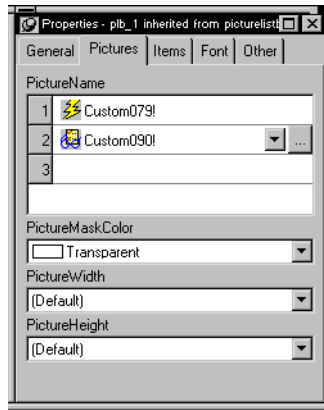 Properties - plb_1 inherited from picturelistb
General Pictures Items Font Other
PictureName
1 Custom079!
2 Custom090! ...
3
PictureMaskColor
Transparent
PictureWidth
(Default)
PictureHeight
(Default)